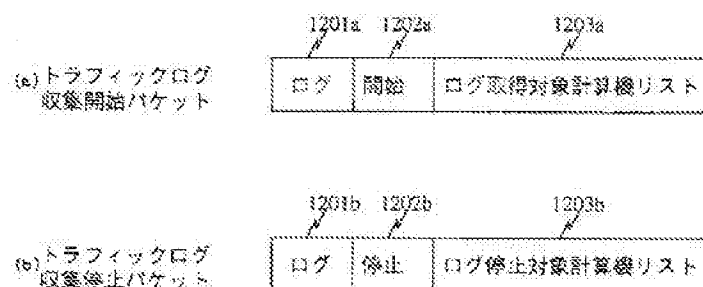 1201a 1202a 1203a
(a) トラフィックログ
収集開始パケット
ログ 開始 ログ取得対象計算機リスト
1201b 1202b 1203b
(b) トラフィックログ
収集停止パケット
ログ 停止 ログ停止対象計算機リスト